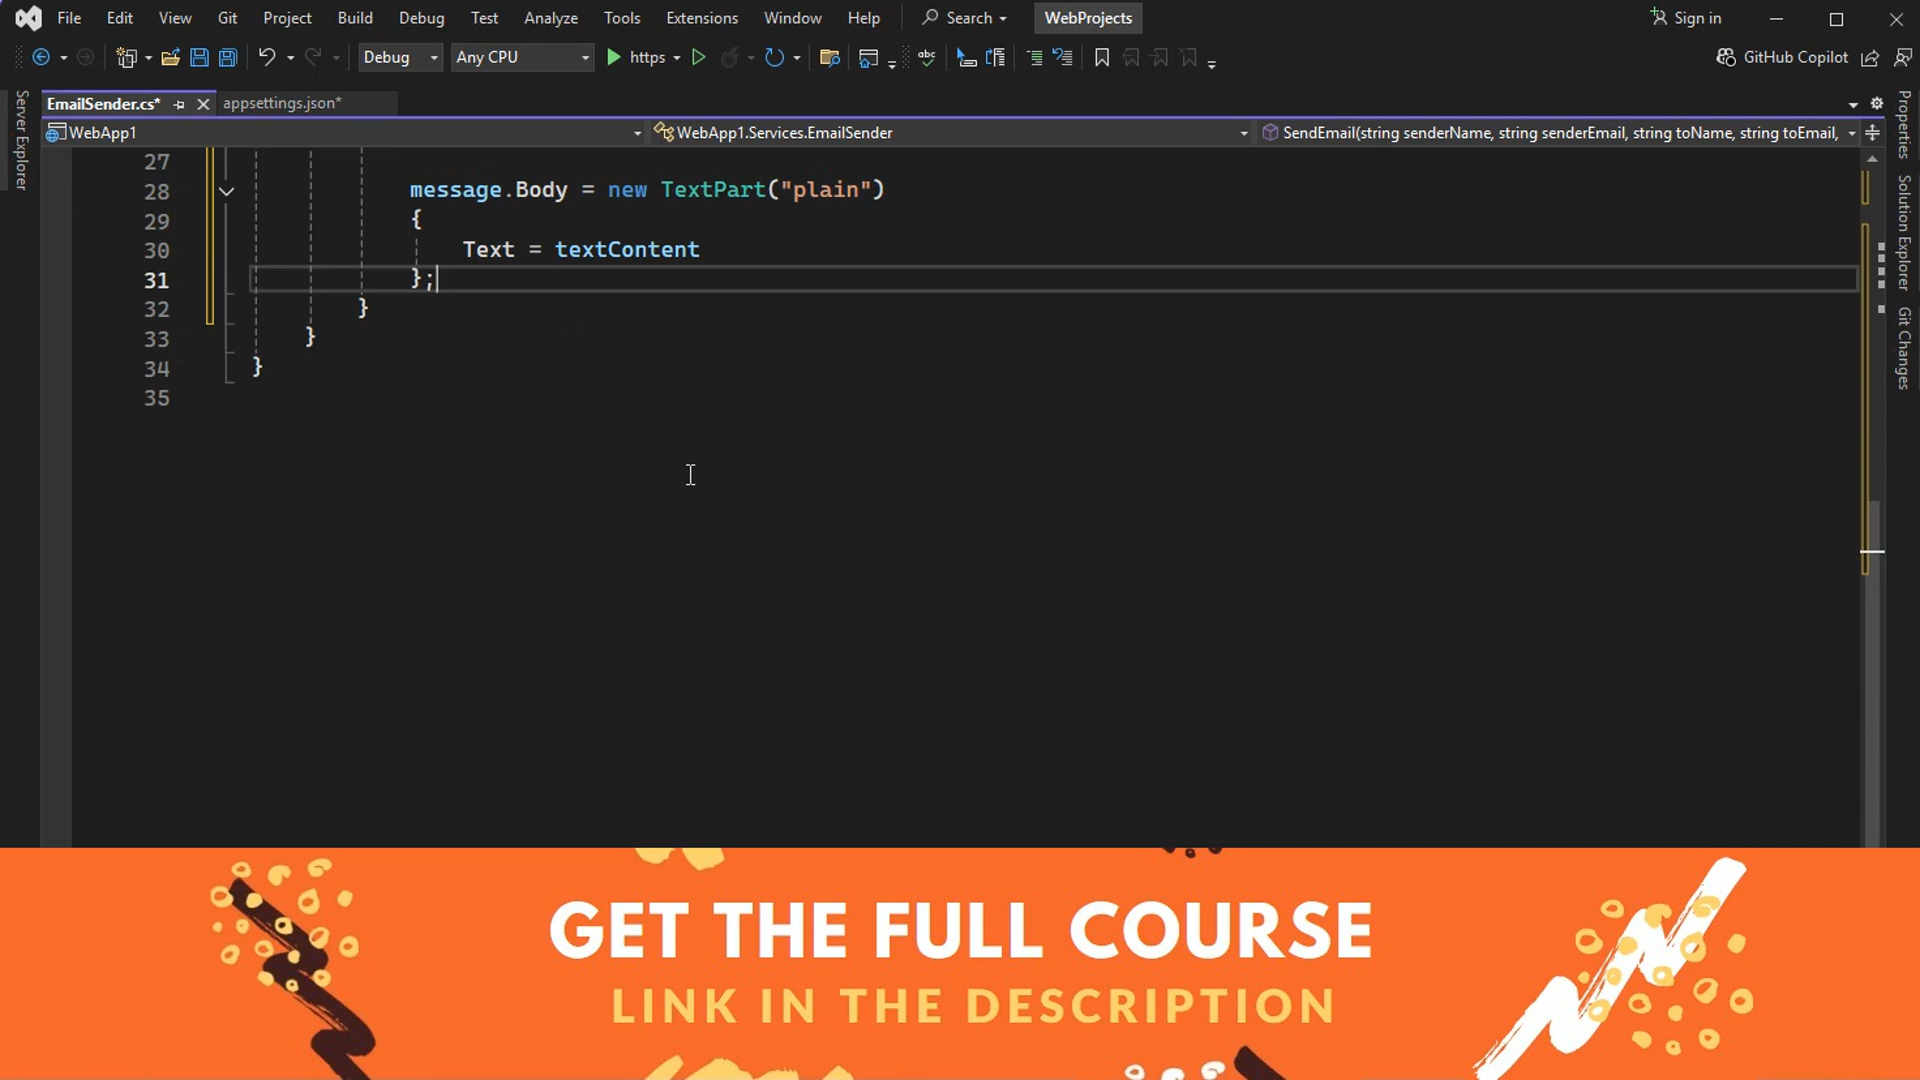 File Edit View Git Project Build Debug Test Analyze Tools Extensions Window Help Search WebProjects Sign in
Debug Any CPU https abc GitHub Copilot
EmailSender.cs* appsettings.json*
WebApp1 WebApp1.Services.EmailSender SendEmail(string senderName, string senderEmail, string toName, string toEmail,
Server Explorer
Properties
Solution Explorer
Git Changes
27
28 message.Body = new TextPart("plain")
29 {
30 Text = textContent
31 };
32 }
33 }
34 }
35
GET THE FULL COURSE
LINK IN THE DESCRIPTION